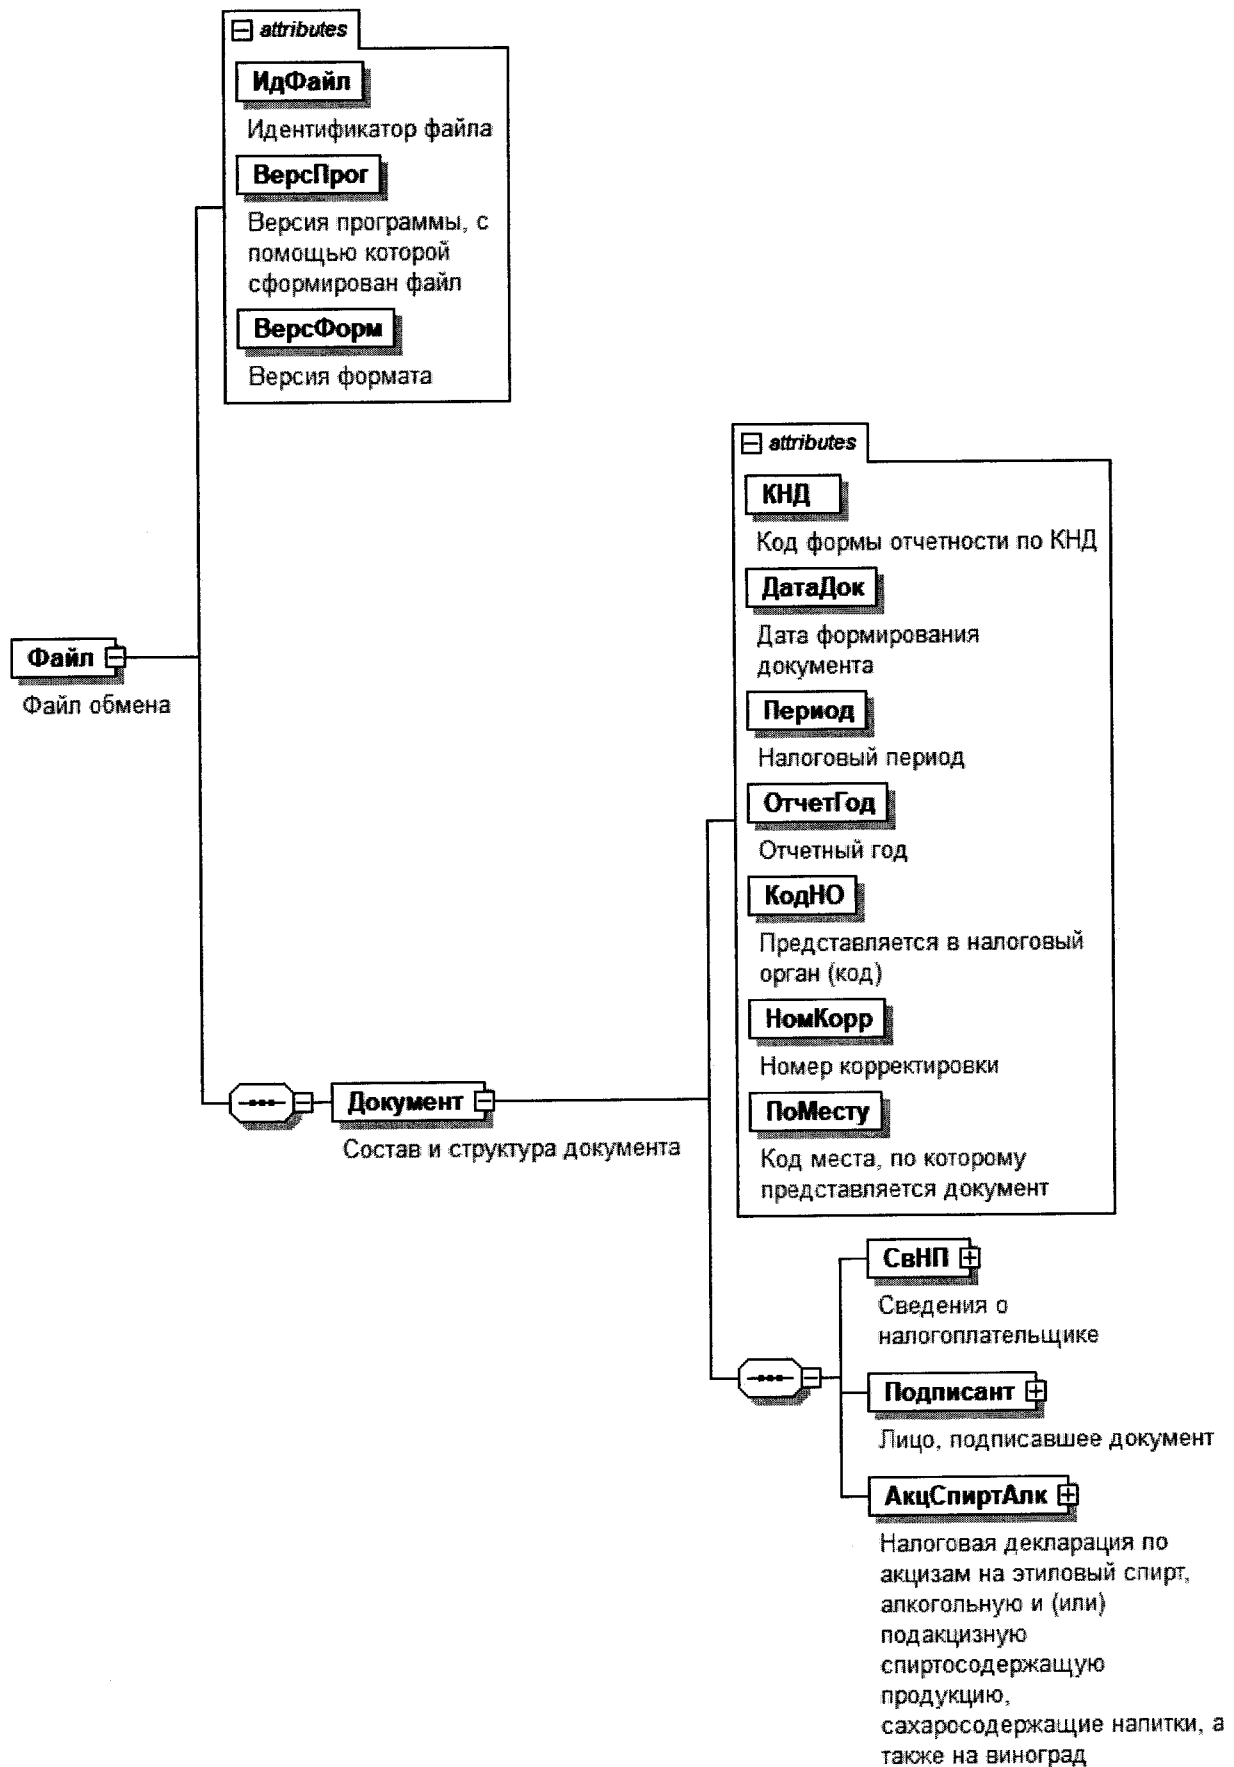 attributes
ИдФайл
Идентификатор файла
ВерсПрог
Версия программы, с
помощью которой
сформирован файл
ВерсФорм
Версия формата
Файл
Файл обмена
Документ
Состав и структура документа
attributes
КНД
Код формы отчетности по КНД
ДатаДок
Дата формирования
документа
Период
Налоговый период
ОтчетГод
Отчетный год
КодНО
Представляется в налоговый
орган (код)
НомКорр
Номер корректировки
ПоМесту
Код места, по которому
представляется документ
СвНП
Сведения о
налогоплательщике
Подписант
Лицо, подписавшее документ
АкцСпиртАлк
Налоговая декларация по
акцизам на этиловый спирт,
алкогольную и (или)
подакцизную
спиртосодержащую
продукцию,
сахаросодержащие напитки, а
также на виноград